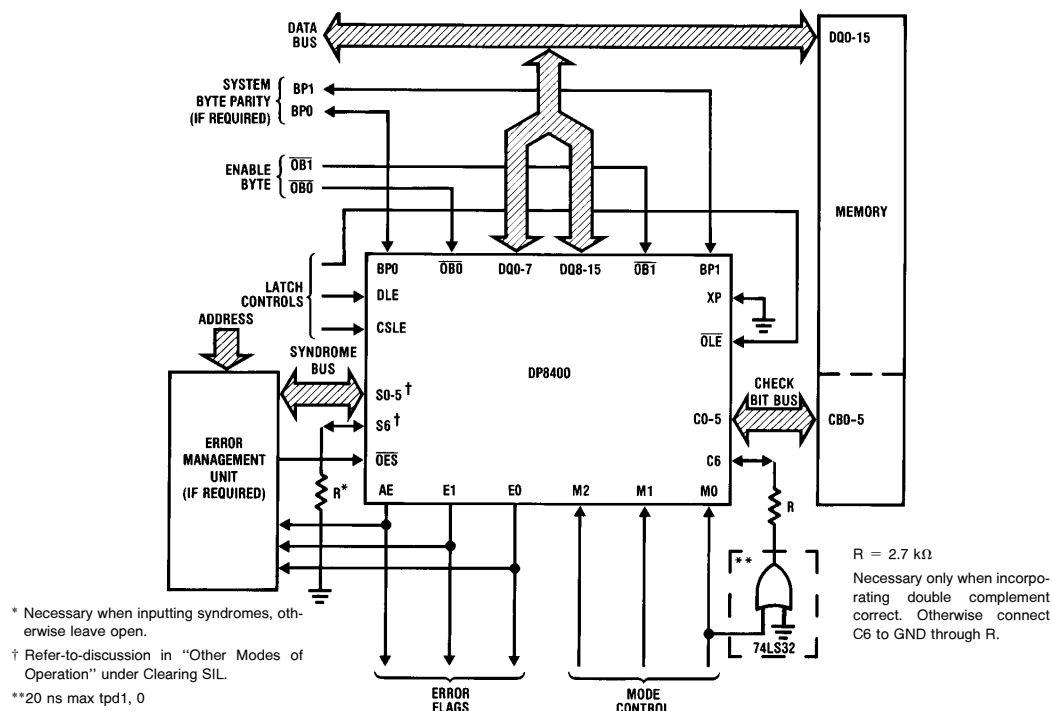 DATA
BUS
DQ0-15
SYSTEM
BYTE PARITY
(IF REQUIRED)
BP1
BP0
ENABLE
BYTE
OB1
OB0
MEMORY
BP0
OB0
DQ0-7
DQ8-15
OB1
BP1
LATCH
CONTROLS
DLE
CSLE
XP
OLE
ADDRESS
SYNDROME
BUS
DP8400
S0-5†
S6†
OES
CHECK
BIT BUS
C0-5
CB0-5
C6
ERROR
MANAGEMENT
UNIT
(IF REQUIRED)
R*
AE
E1
E0
M2
M1
M0
R
**
74LS32
R = 2.7 kΩ
Necessary only when incorpo-
rating double complement
correct. Otherwise connect
C6 to GND through R.
* Necessary when inputting syndromes, oth-
erwise leave open.
† Refer-to-discussion in “Other Modes of
Operation” under Clearing SIL.
**20 ns max tpd1, 0
ERROR
FLAGS
MODE
CONTROL